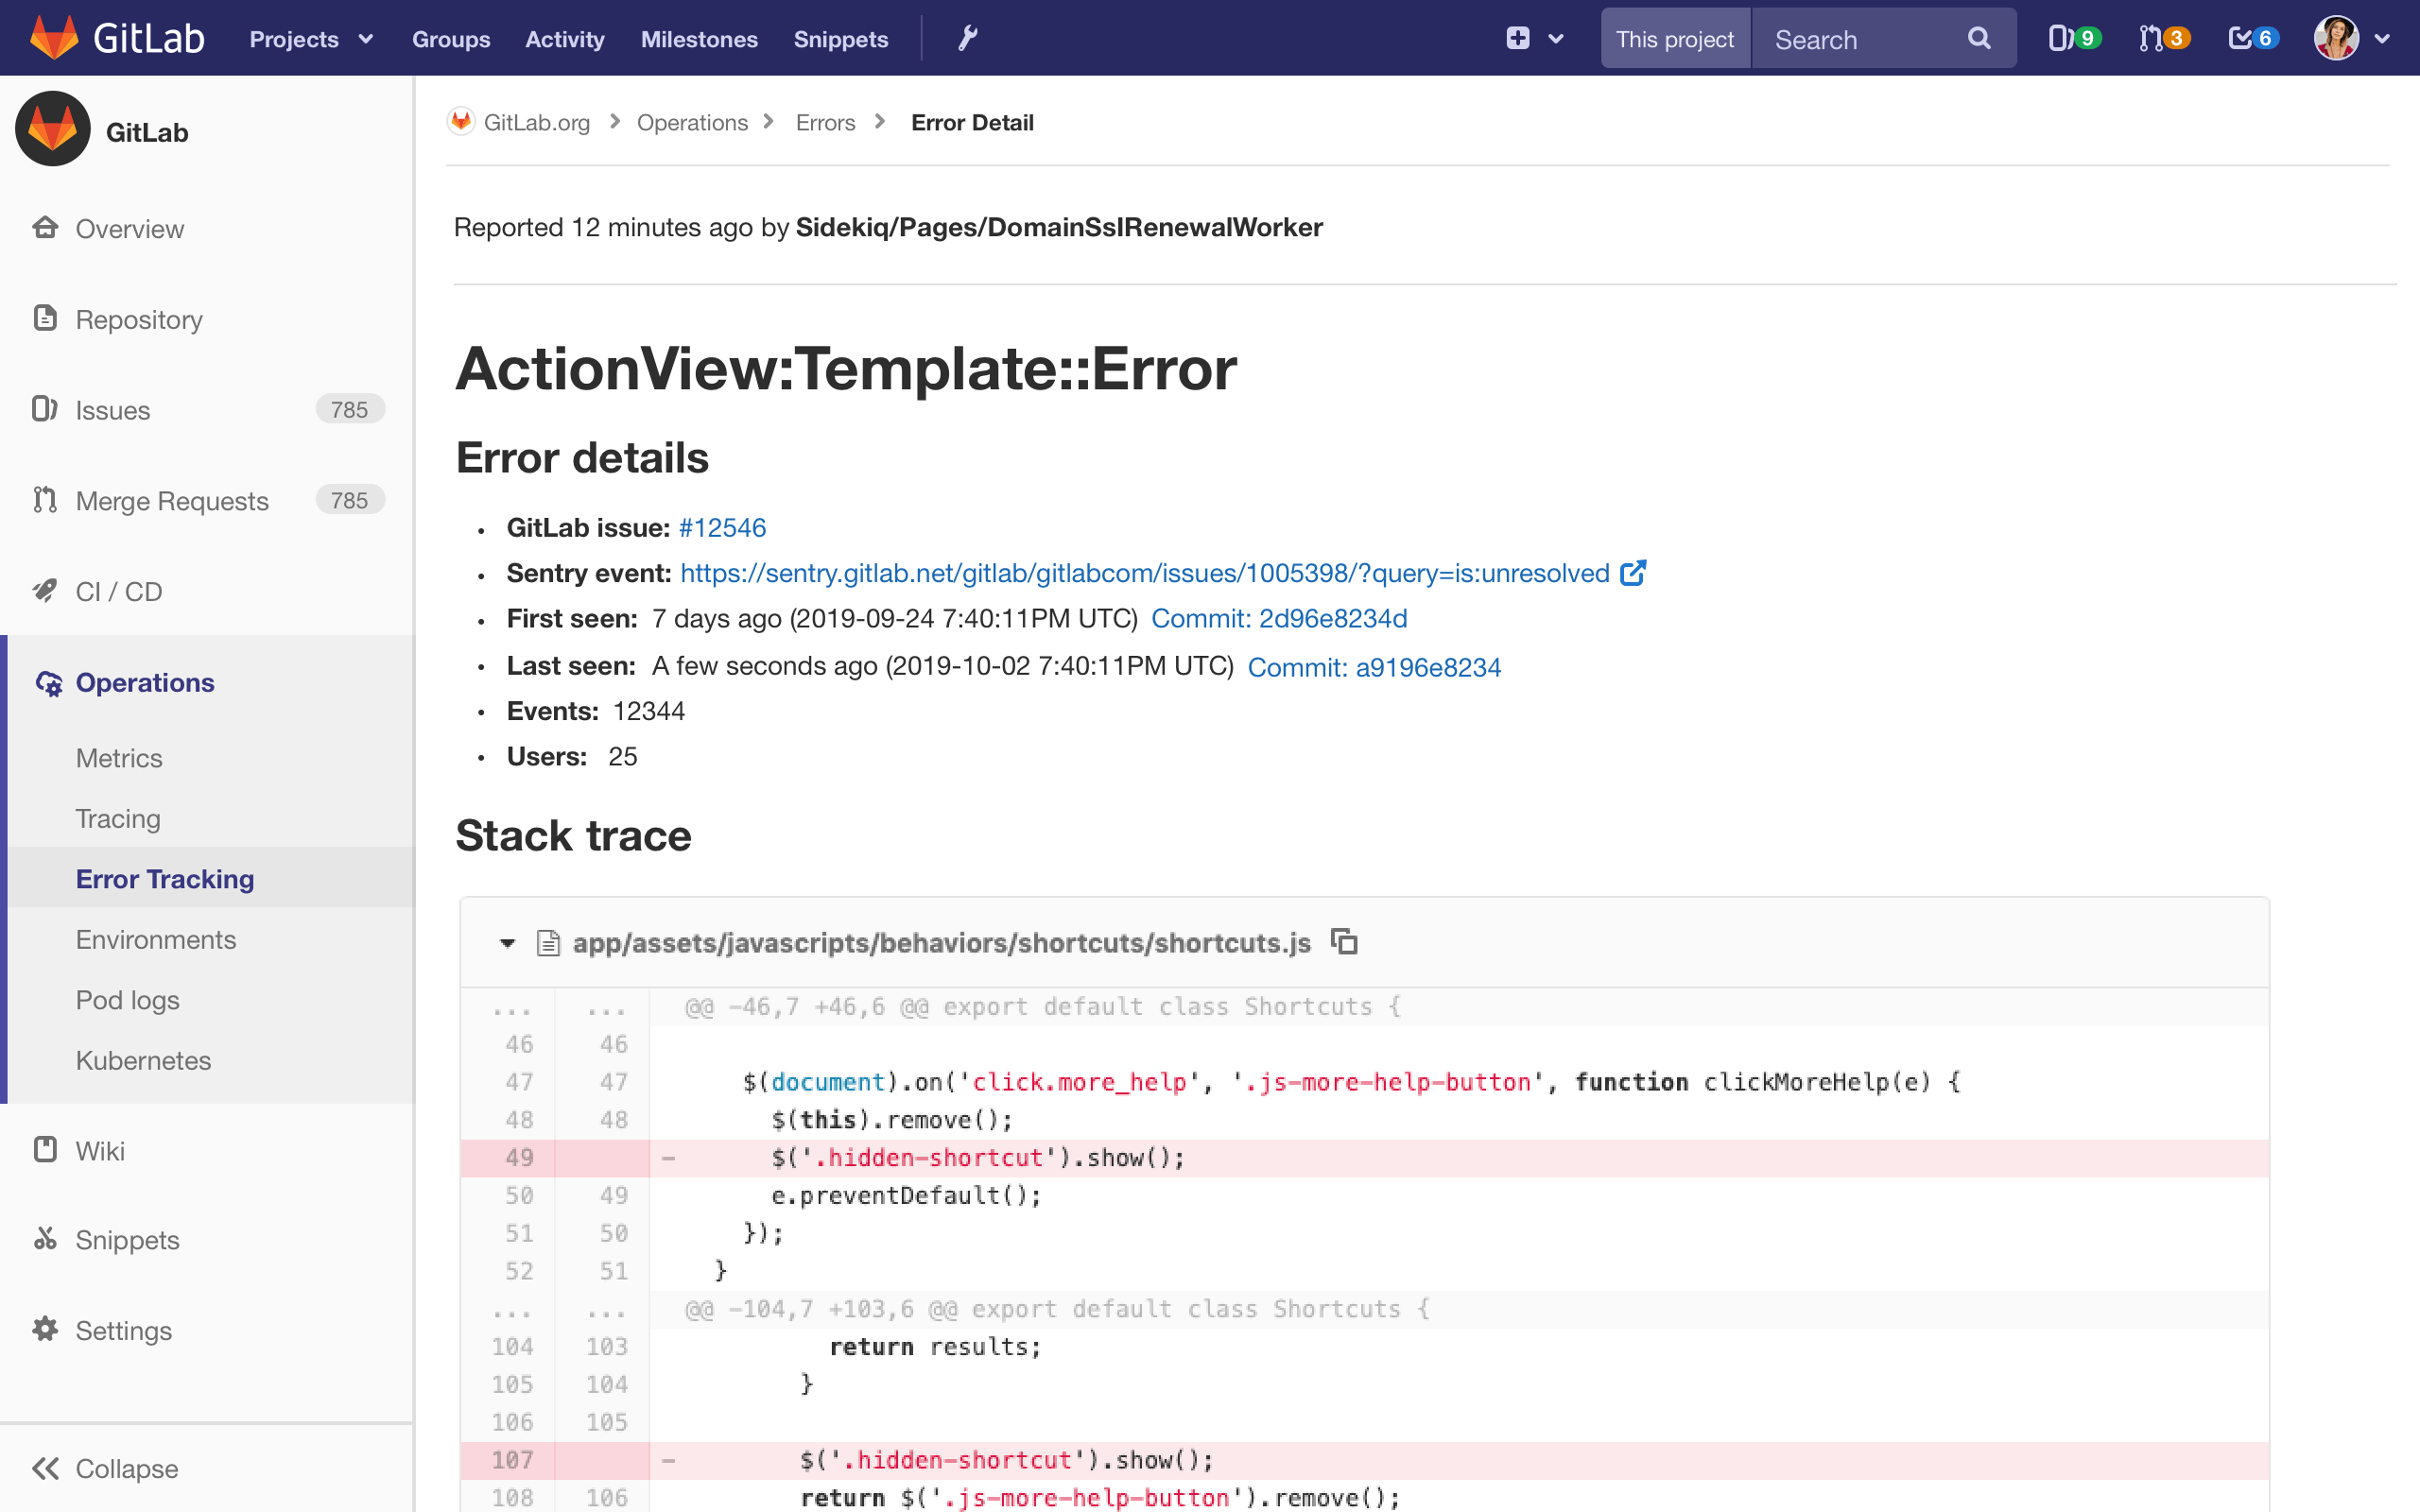 GitLab Projects Groups Activity Milestones Snippets This project Search 9 3 6
GitLab
Overview
Repository
Issues 785
Merge Requests 785
CI / CD
Operations
Metrics
Tracing
Error Tracking
Environments
Pod logs
Kubernetes
Wiki
Snippets
Settings
Collapse
GitLab.org > Operations > Errors > Error Detail
Reported 12 minutes ago by Sidekiq/Pages/DomainSslRenewalWorker
ActionView:Template::Error
Error details
• GitLab issue: #12546
• Sentry event: https://sentry.gitlab.net/gitlab/gitlabcom/issues/1005398/?query=is:unresolved
• First seen: 7 days ago (2019-09-24 7:40:11PM UTC) Commit: 2d96e8234d
• Last seen: A few seconds ago (2019-10-02 7:40:11PM UTC) Commit: a9196e8234
• Events: 12344
• Users: 25
Stack trace
app/assets/javascripts/behaviors/shortcuts/shortcuts.js
... ... @@ -46,7 +46,6 @@ export default class Shortcuts {
46 46
47 47 $(document).on('click.more_help', '.js-more-help-button', function clickMoreHelp(e) {
48 48 $(this).remove();
49 - $('.hidden-shortcut').show();
50 49 e.preventDefault();
51 50 });
52 51 }
... ... @@ -104,7 +103,6 @@ export default class Shortcuts {
104 103 return results;
105 104 }
106 105
107 - $('.hidden-shortcut').show();
108 106 return $('.js-more-help-button').remove();